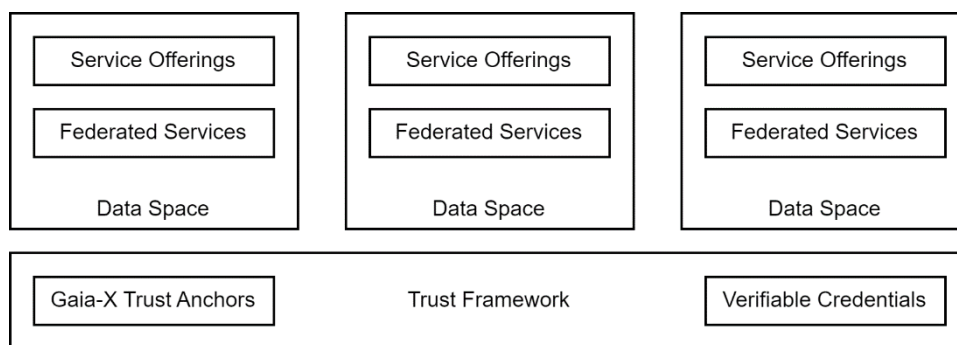 Service Offerings
Federated Services
Data Space
Service Offerings
Federated Services
Data Space
Service Offerings
Federated Services
Data Space
Gaia-X Trust Anchors
Trust Framework
Verifiable Credentials